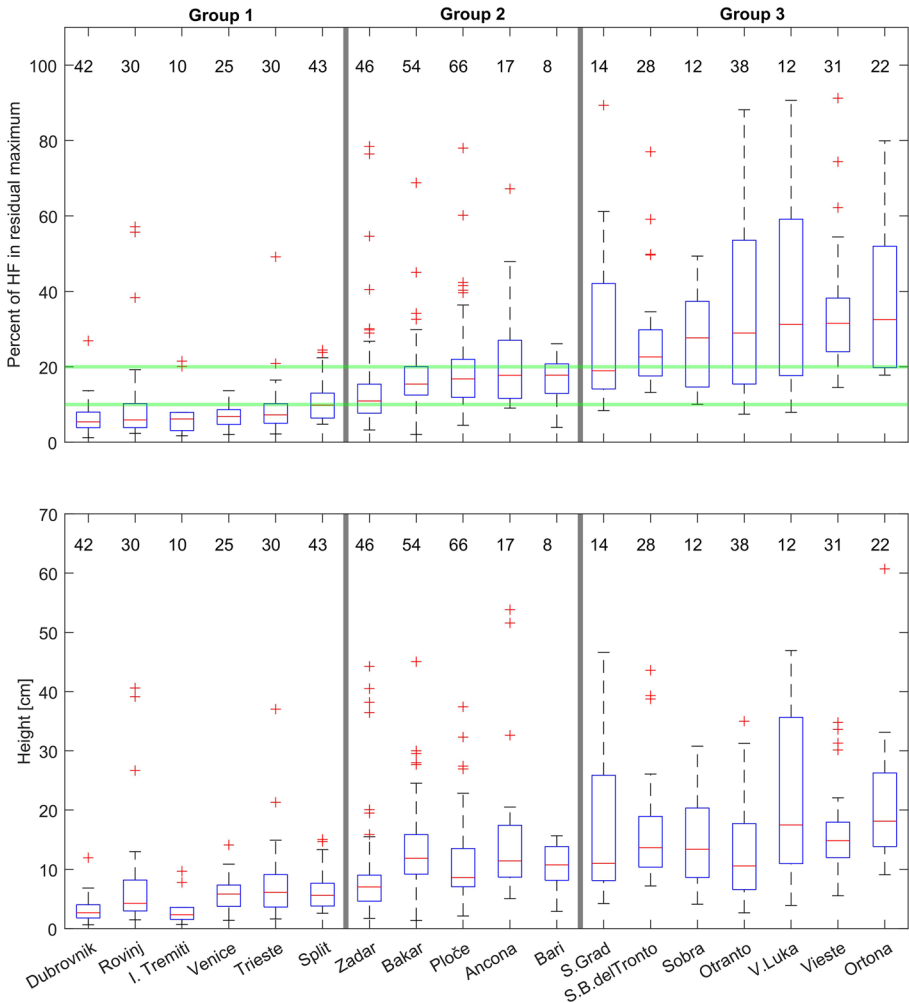 Group 1 Group 2 Group 3
42 30 10 25 30 43 46 54 66 17 8 14 28 12 38 12 31 22
100
80
60
40
20
0
Percent of HF in residual maximum
70
42 30 10 25 30 43 46 54 66 17 8 14 28 12 38 12 31 22
60
50
40
30
20
10
0
Height [cm]
Dubrovnik Rovinj I. Tremiti Venice Trieste Split Zadar Bakar Ploče Ancona Bari S.Grad S.B.delTronto Sobra Otranto V.Luka Vieste Ortona